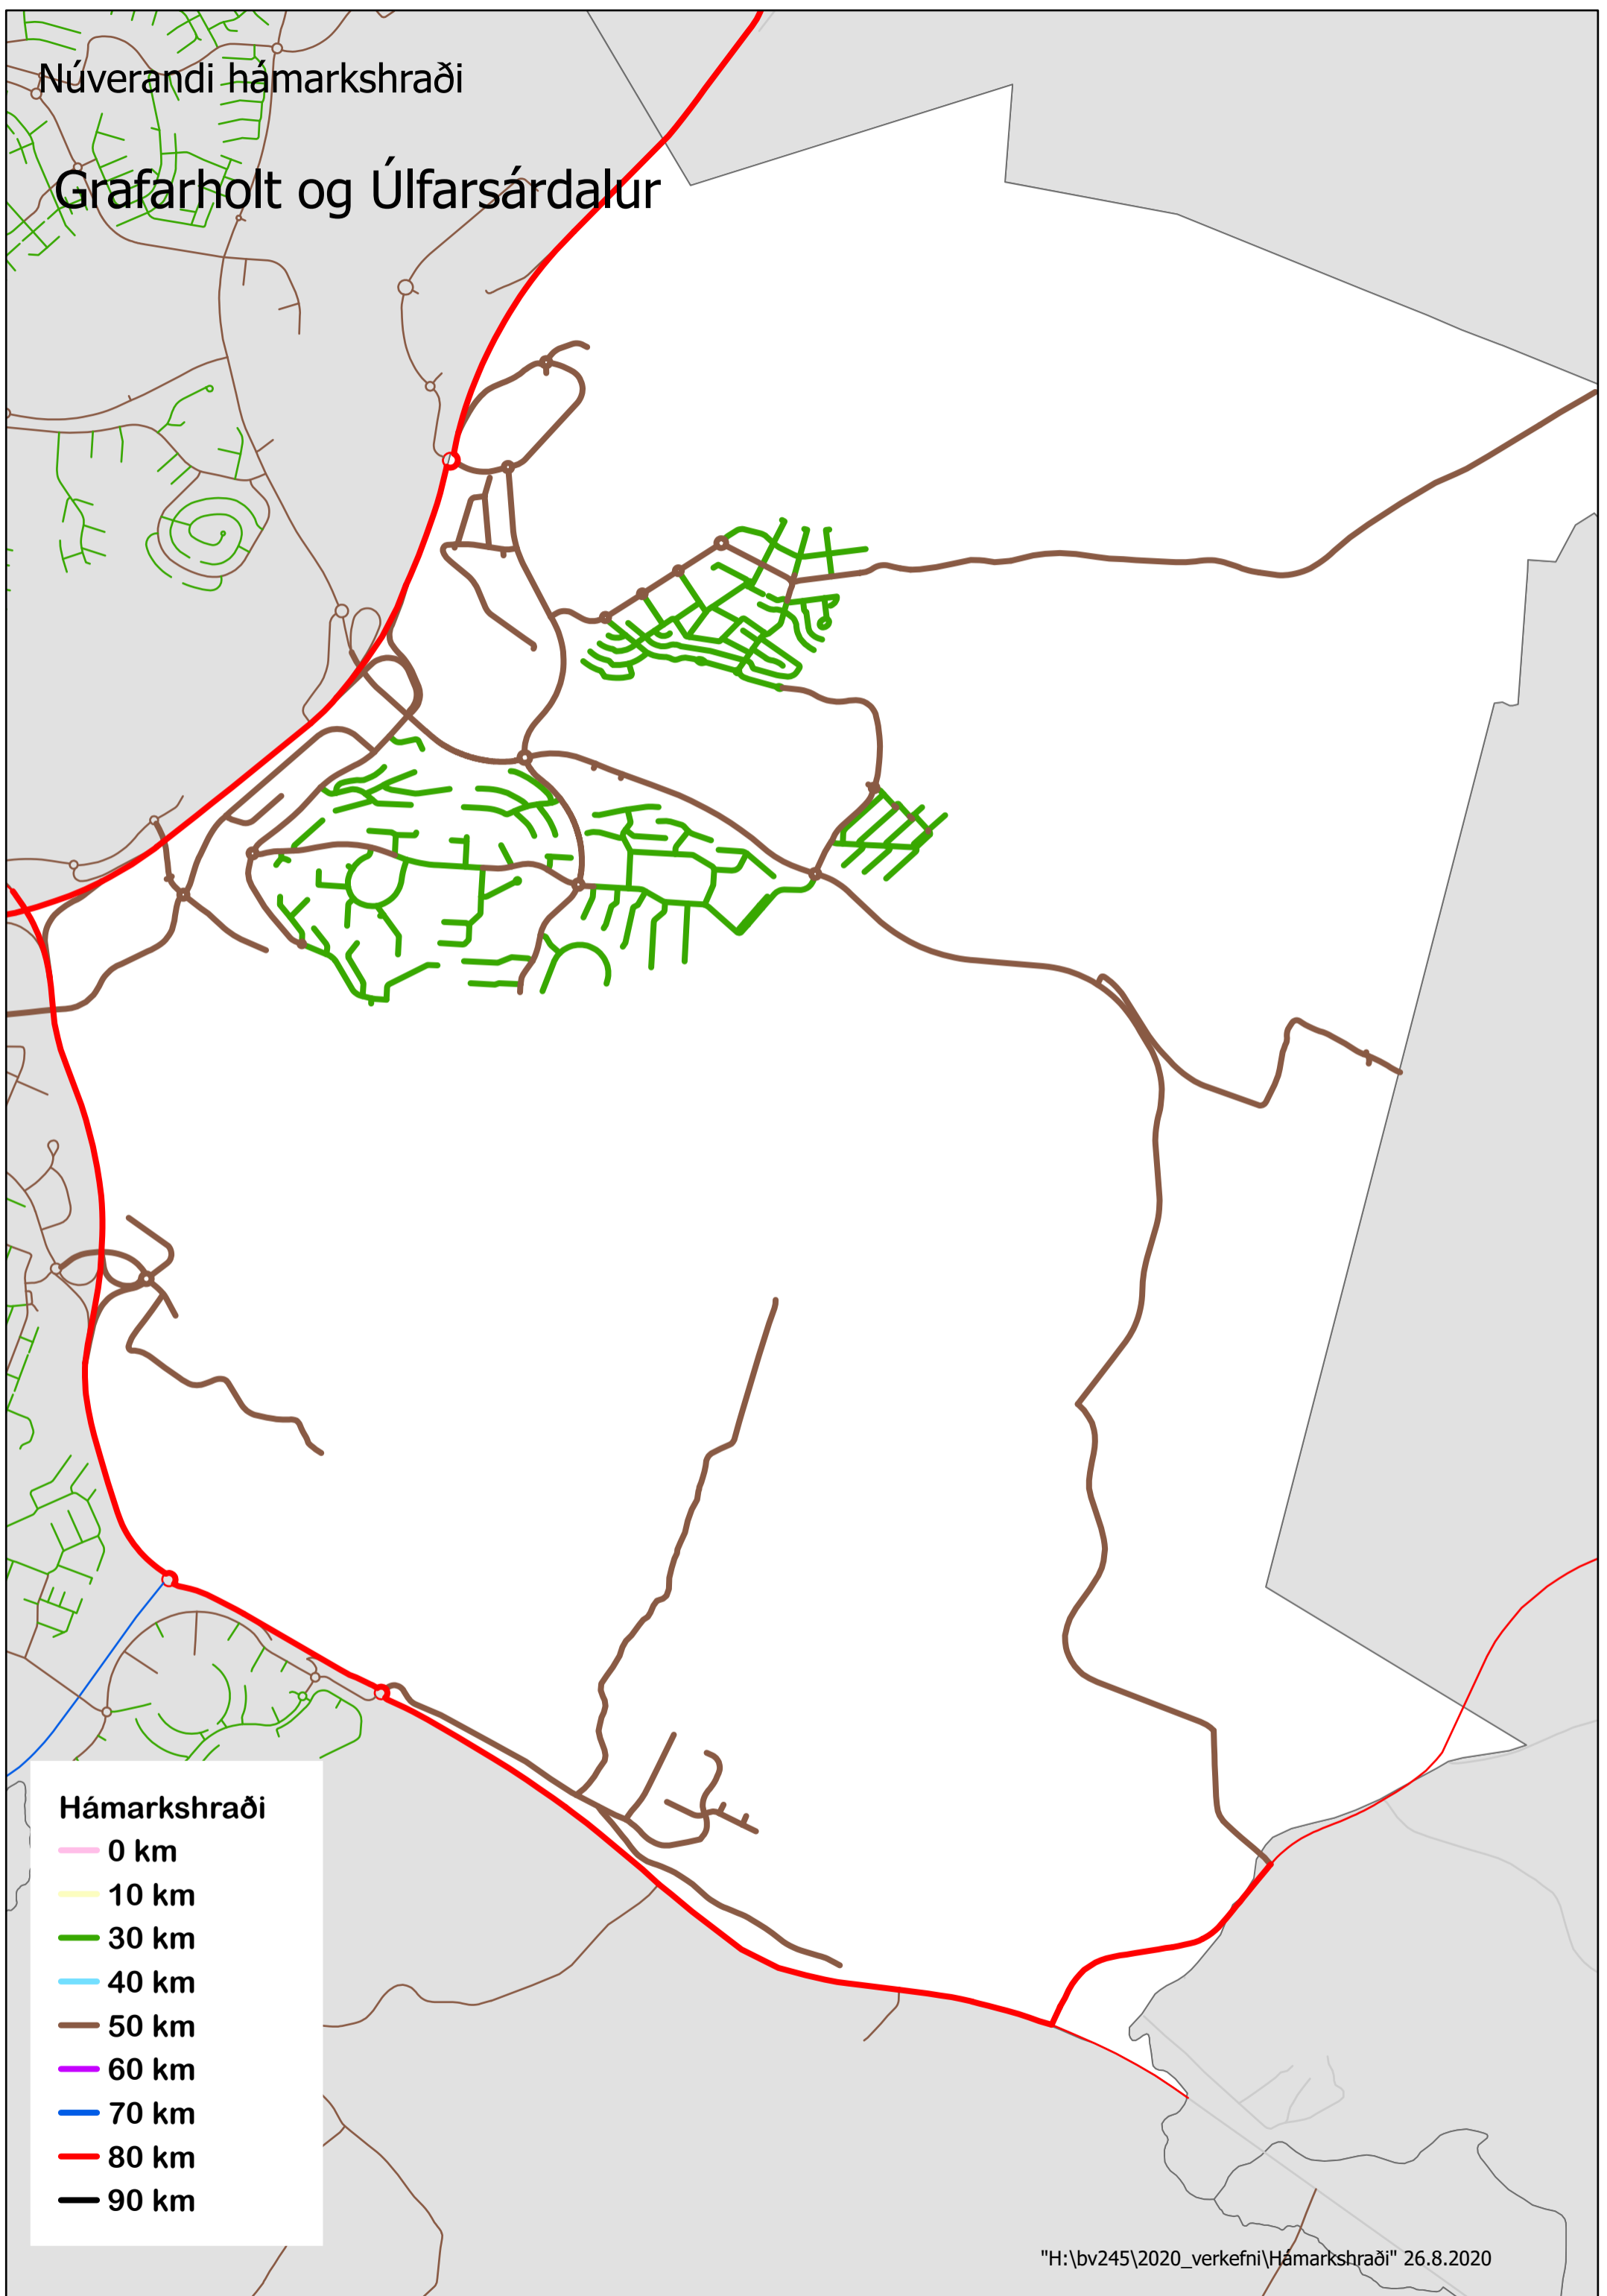 Núverandi hámarkshraði
Grafarholt og Úlfarsárdalur
Hámarkshraði
0 km
10 km
30 km
40 km
50 km
60 km
70 km
80 km
90 km
"H:\bv245\2020_verkefni\Hámarkshraði" 26.8.2020